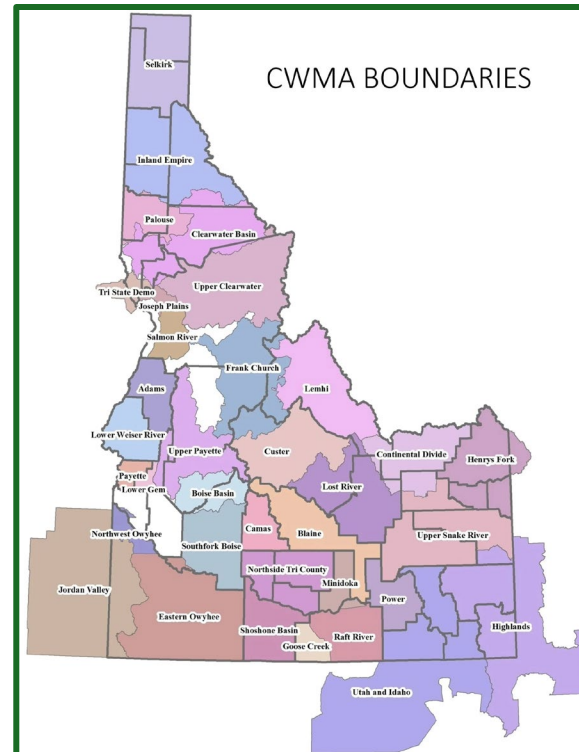 Selkirk
CWMA BOUNDARIES
Inland Empire
Palouse
Clearwater Basin
Upper Clearwater
Tri State Demo
Joseph Plains
Salmon River
Frank Church
Lemhi
Adams
Lower Weiser River
Upper Payette
Custer
Continental Divide
Henrys Fork
Payette
Lower Gem
Boise Basin
Lost River
Northwest Owyhee
Southfork Boise
Camas
Blaine
Upper Snake River
Jordan Valley
Northside Tri County
Minidoka
Power
Eastern Owyhee
Shoshone Basin
Goose Creek
Raft River
Highlands
Utah and Idaho